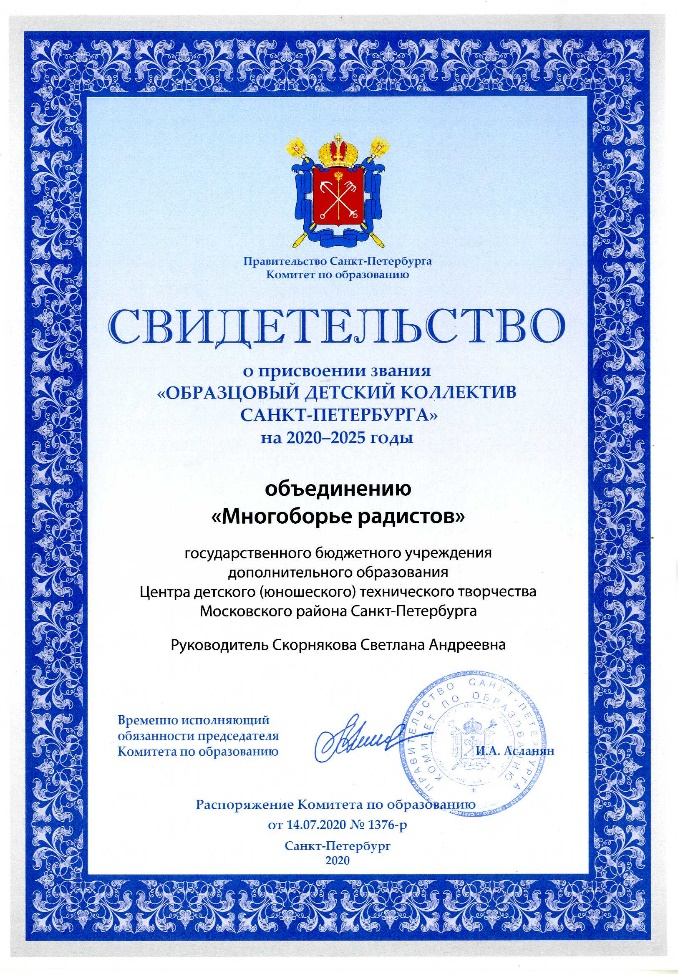 Правительство Санкт-Петербурга
Комитет по образованию
СВИДЕТЕЛЬСТВО
о присвоении звания
«ОБРАЗЦОВЫЙ ДЕТСКИЙ КОЛЛЕКТИВ
САНКТ-ПЕТЕРБУРГА»
на 2020–2025 годы
объединению
«Многоборье радистов»
государственного бюджетного учреждения
дополнительного образования
Центра детского (юношеского) технического творчества
Московского района Санкт-Петербурга
Руководитель Скорнякова Светлана Андреевна
Временно исполняющий
обязанности председателя
Комитета по образованию
ПРАВИТЕЛЬСТВО САНКТ-ПЕТЕРБУРГА
КОМИТЕТ ПО ОБРАЗОВАНИЮ
И.А. Асланян
Распоряжение Комитета по образованию
от 14.07.2020 № 1376-р
Санкт-Петербург
2020